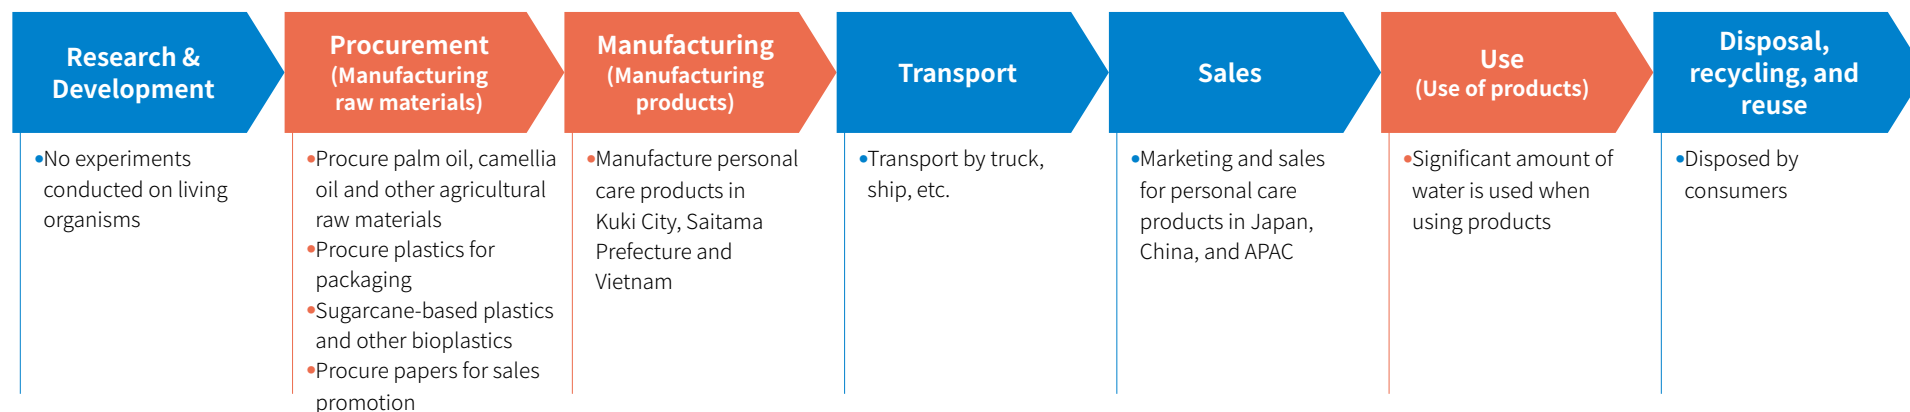 Research &
Development
•No experiments
conducted on living
organisms
Procurement
(Manufacturing
raw materials)
•Procure palm oil, camellia
oil and other agricultural
raw materials
•Procure plastics for
packaging
•Sugarcane-based plastics
and other bioplastics
•Procure papers for sales
promotion
Manufacturing
(Manufacturing
products)
•Manufacture personal
care products in
Kuki City, Saitama
Prefecture and
Vietnam
Transport
•Transport by truck,
ship, etc.
Sales
•Marketing and sales
for personal care
products in Japan,
China, and APAC
Use
(Use of products)
•Significant amount of
water is used when
using products
Disposal,
recycling, and
reuse
•Disposed by
consumers